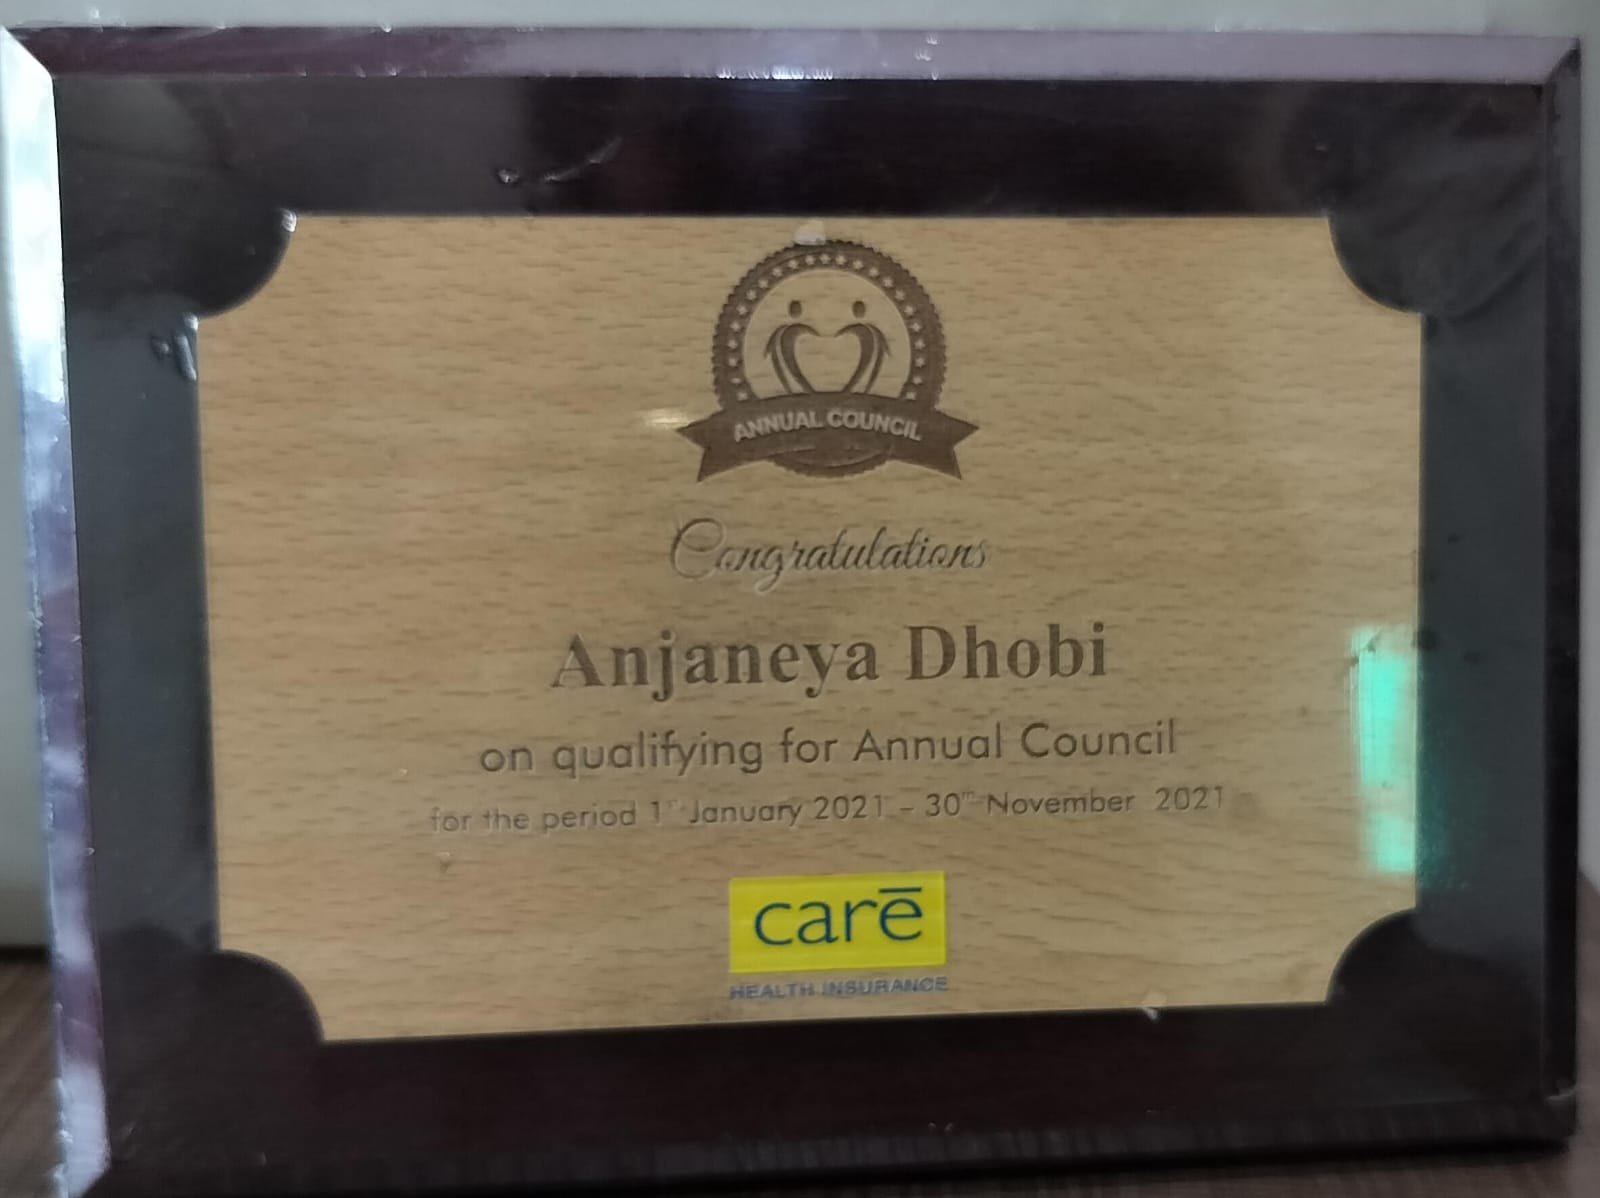 ANNUAL COUNCIL
Congratulations
Anjaneya Dhobi
on qualifying for Annual Council
for the period 1st January 2021 – 30th November 2021
carē
HEALTH INSURANCE